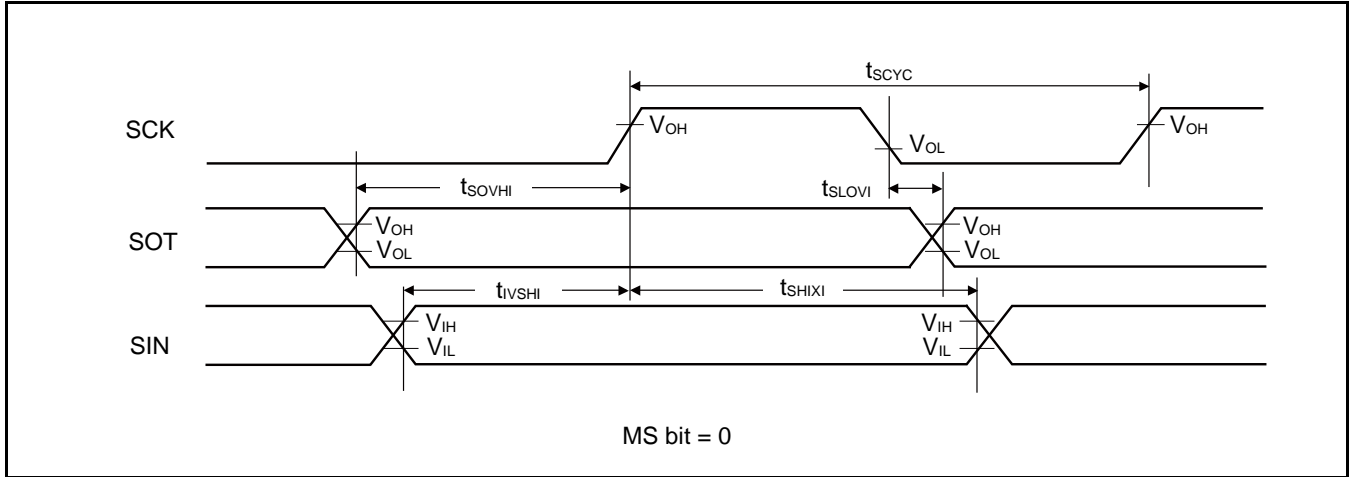 tSCYC
SCK
VOH
VOL
VOH
tSOVHI
tSLOVI
SOT
VOH
VOL
VOH
VOL
tIVSHI
tSHIXI
SIN
VIH
VIL
VIH
VIL
MS bit = 0